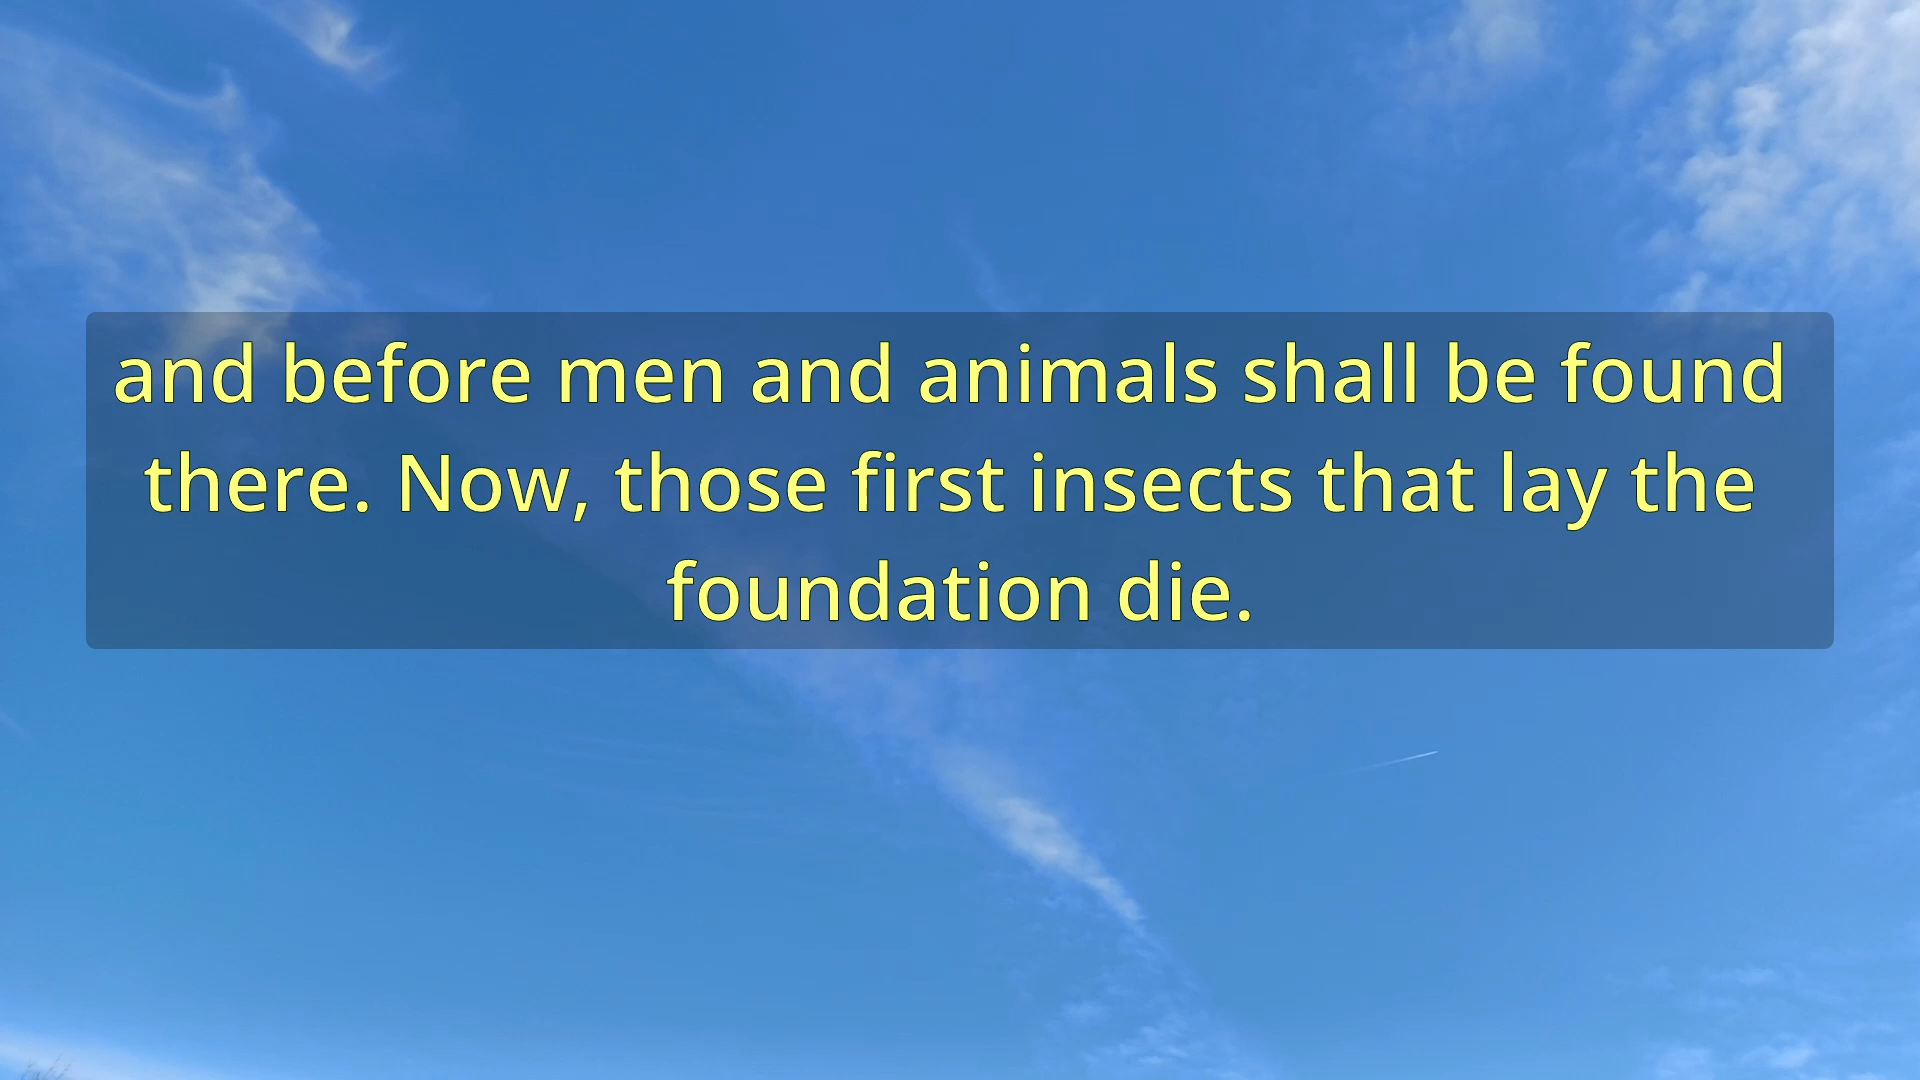 and before men and animals shall be found
there. Now, those first insects that lay the
foundation die.